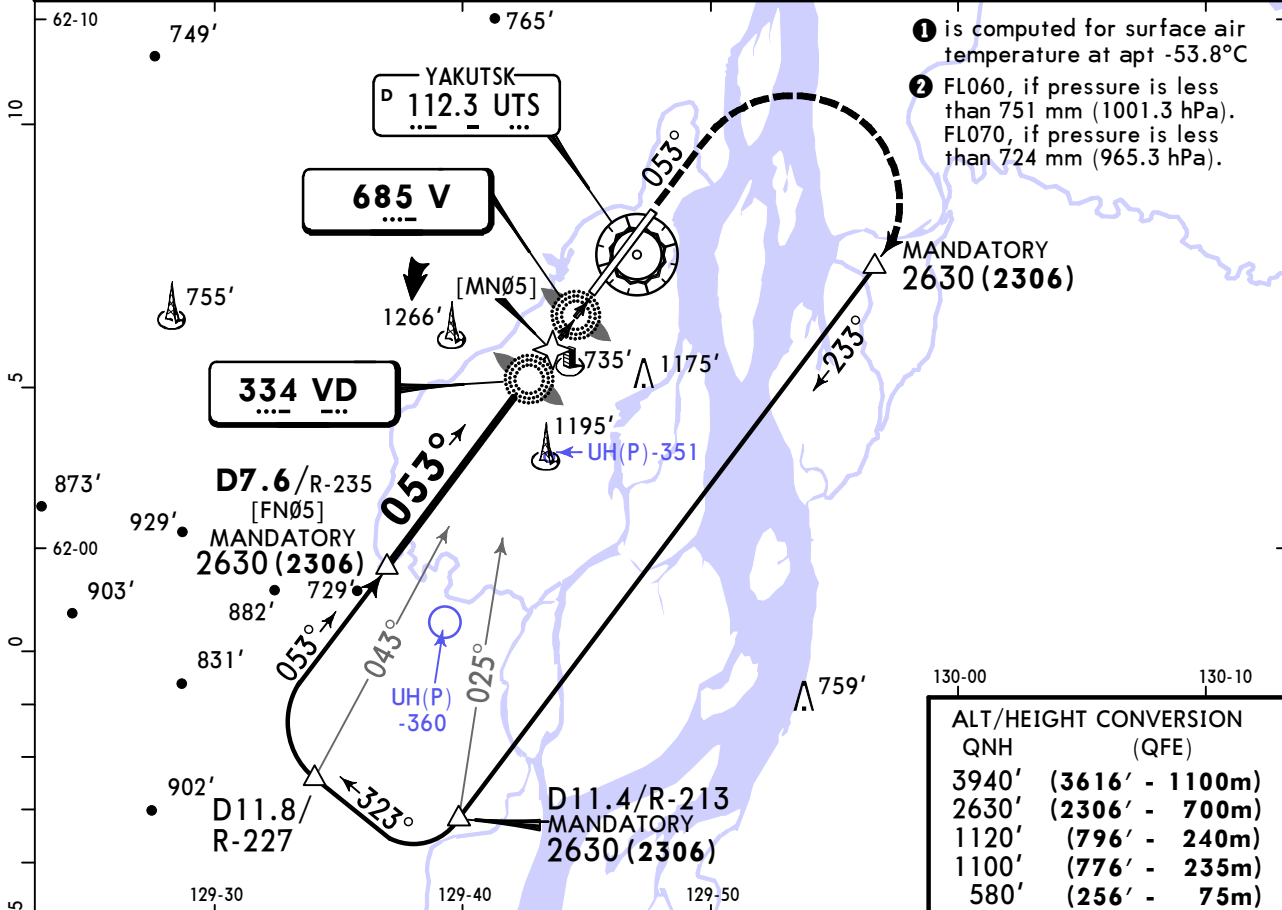 62-10
749'
765'
❶ is computed for surface air
temperature at apt -53.8°C
❷ FL060, if pressure is less
than 751 mm (1001.3 hPa).
FL070, if pressure is less
than 724 mm (965.3 hPa).
YAKUTSK
D 112.3 UTS
10
053°
685 V
MANDATORY
2630 (2306)
[MNØ5]
755'
1266'
735'
1175'
233°
5
334 VD
1195'
UH(P)-351
053°
D7.6/R-235
[FNØ5]
MANDATORY
2630 (2306)
873'
929'
62-00
903'
882'
729'
053°
043°
025°
0
831'
UH(P)
-360
759'
130-00
130-10
902'
D11.8/
R-227
323°
D11.4/R-213
MANDATORY
2630 (2306)
ALT/HEIGHT CONVERSION
QNH (QFE)
3940' (3616' - 1100m)
2630' (2306' - 700m)
1120' (796' - 240m)
1100' (776' - 235m)
580' (256' - 75m)
5
129-30
129-40
129-50